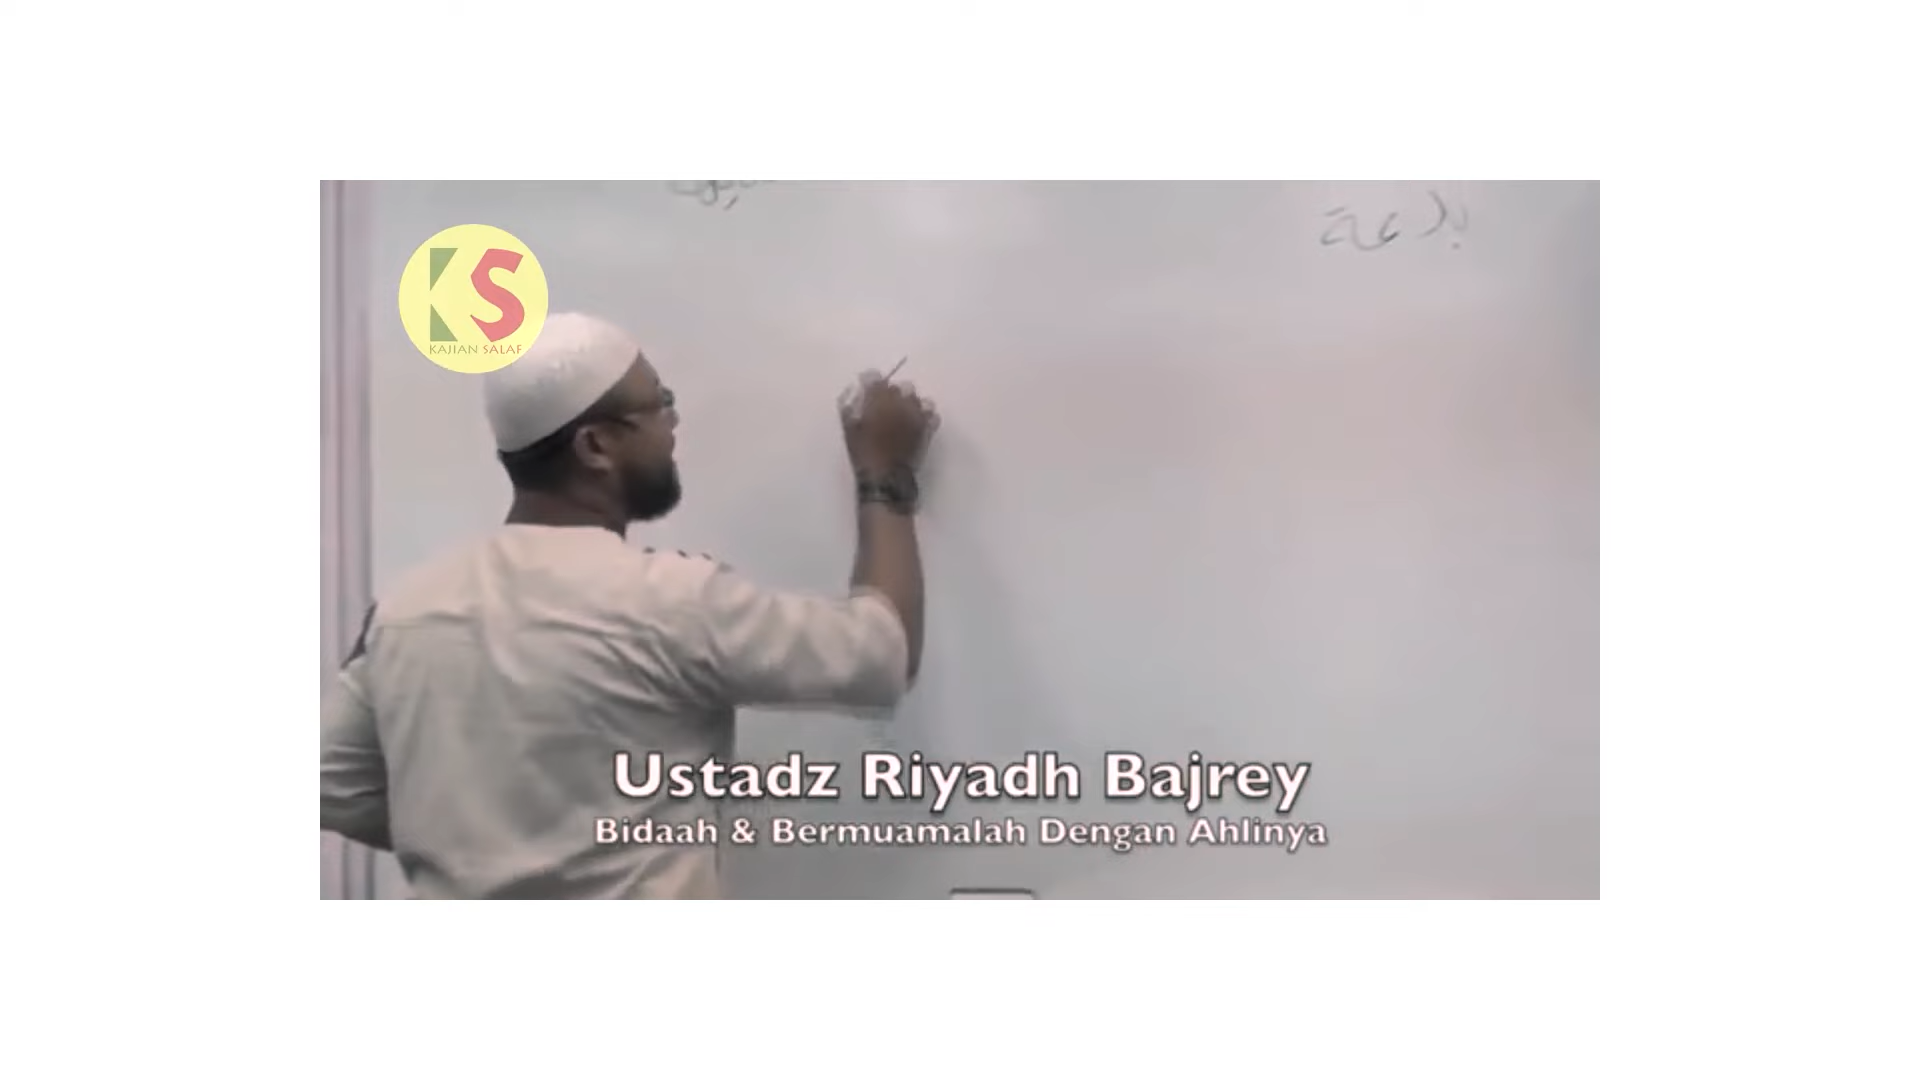 بدعة
KS
KAJIAN SALAF
Ustadz Riyadh Bajrey
Bidaah & Bermuamalah Dengan Ahlinya